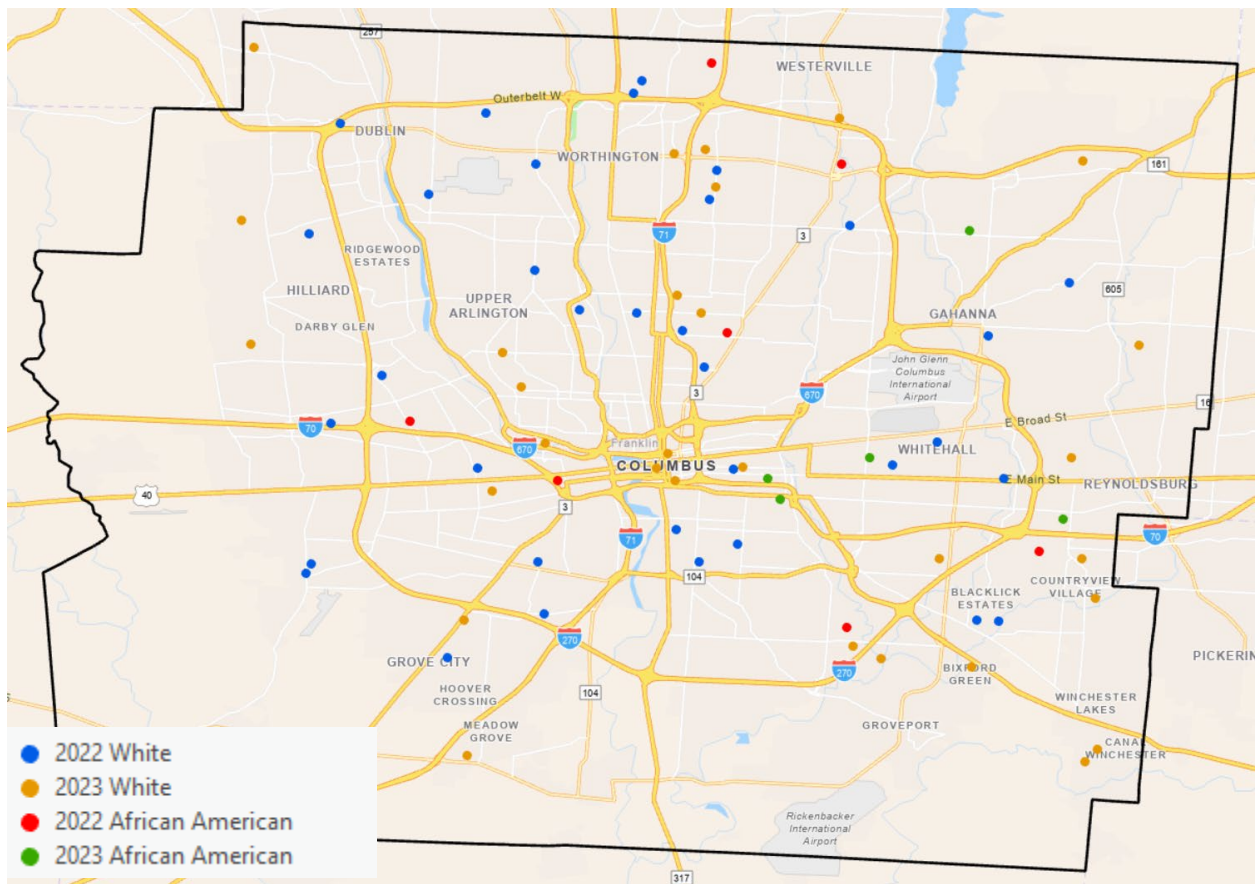 257
WESTERVILLE
Outerbelt W
DUBLIN
WORTHINGTON
161
71
3
RIDGEWOOD
ESTATES
HILLIARD
UPPER
ARLINGTON
605
GAHANNA
DARBY GLEN
John Glenn
Columbus
International
Airport
3
670
16
E Broad St
70
Franklin
670
WHITEHALL
COLUMBUS
E Main St
REYNOLDSBURG
40
3
71
70
104
COUNTRYVIEW
VILLAGE
BLACKLICK
ESTATES
270
GROVE CITY
PICKERIN
BIXFORD
GREEN
270
HOOVER
CROSSING
104
WINCHESTER
LAKES
MEADOW
GROVE
GROVEPORT
CANAL
WINCHESTER
2022 White
2023 White
2022 African American
2023 African American
Rickenbacker
International
Airport
317